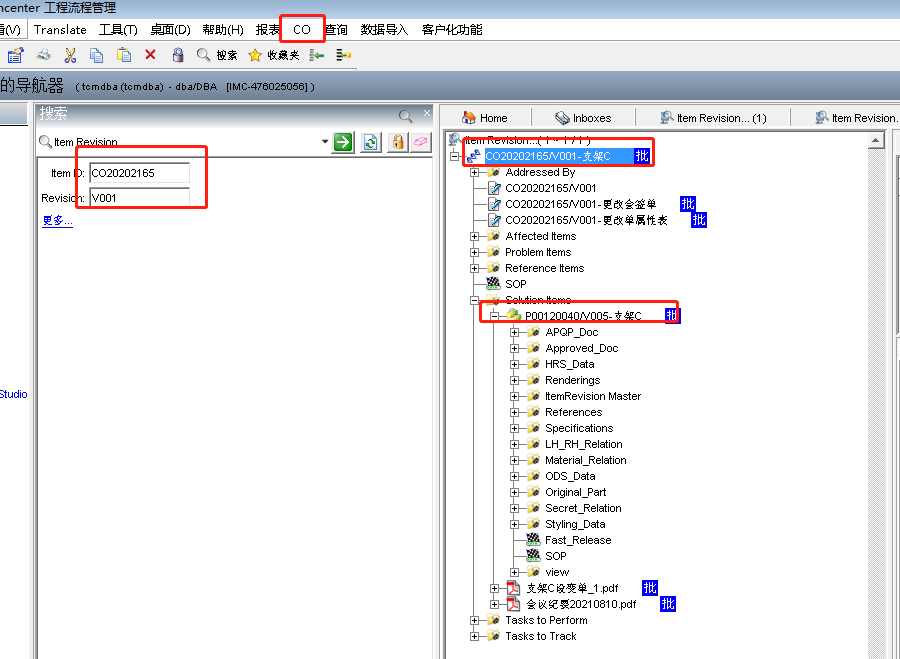 ncenter 工程流程管理
看(V) Translate 工具(T) 桌面(D) 帮助(H) 报表 CO 查询 数据导入 客户化功能
搜索 收藏夹
的导航器 ( tcmdba (tcmdba) - dba/DBA [IMC-476025056] )
搜索
Item Revision
Item ID: CO20202165
Revision: V001
更多...
Studio
Home Inboxes Item Revision... (1) Item Revision.
Item Revision...( 1 ~ 1 / 1 )
CO20202165/V001-支架C 批
Addressed By
CO20202165/V001
CO20202165/V001-更改会签单 批
CO20202165/V001-更改单属性表 批
Affected Items
Problem Items
Reference Items
SOP
Solution Items
P00120040/V005-支架C 批
APQP_Doc
Approved_Doc
HRS_Data
Renderings
ItemRevision Master
References
Specifications
LH_RH_Relation
Material_Relation
ODS_Data
Original_Part
Secret_Relation
Styling_Data
Fast_Release
SOP
view
支架C设变单_1.pdf 批
会议纪要20210810.pdf 批
Tasks to Perform
Tasks to Track